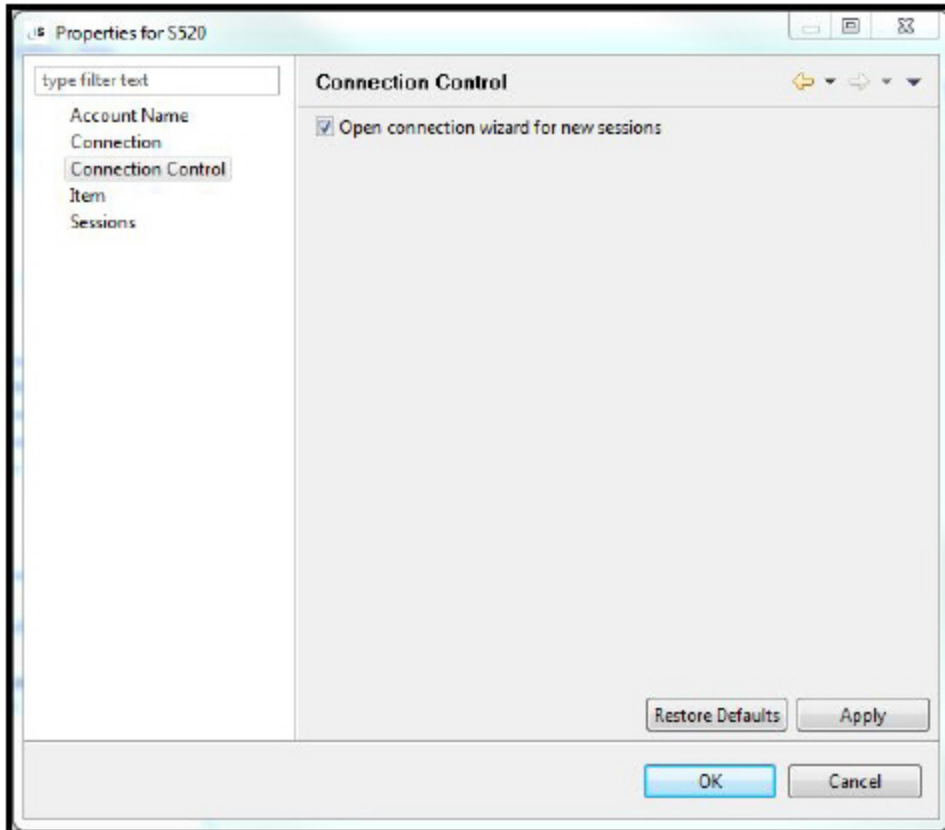 Properties for S520
type filter text
Account Name
Connection
Connection Control
Item
Sessions
Connection Control
Open connection wizard for new sessions
Restore Defaults
Apply
OK
Cancel